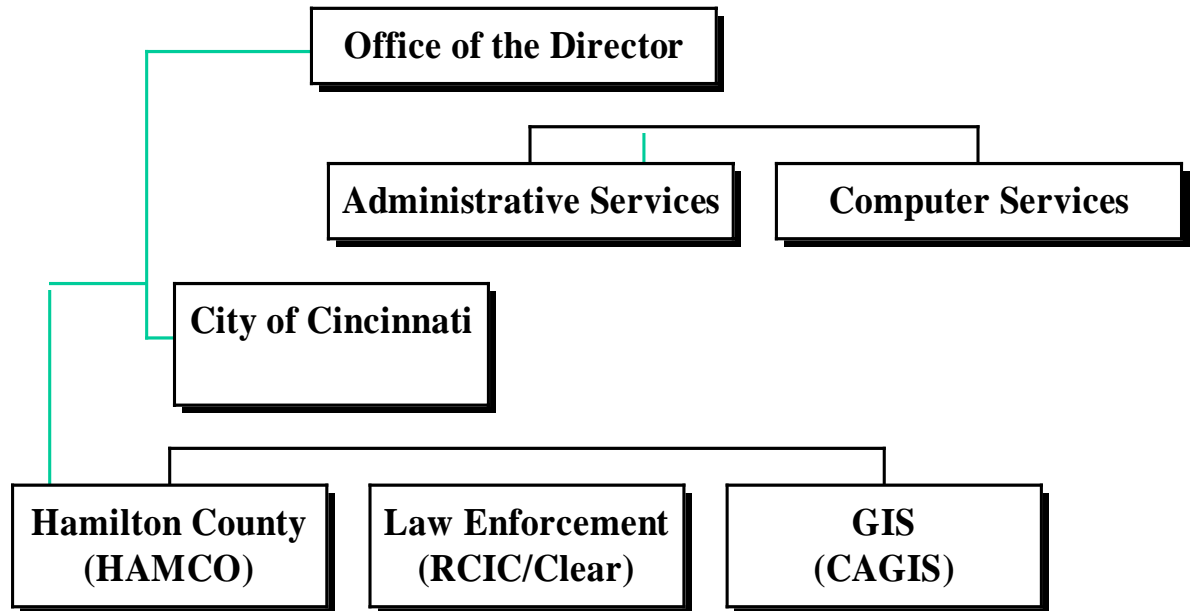 Office of the Director
Administrative Services
Computer Services
City of Cincinnati
Hamilton County
(HAMCO)
Law Enforcement
(RCIC/Clear)
GIS
(CAGIS)